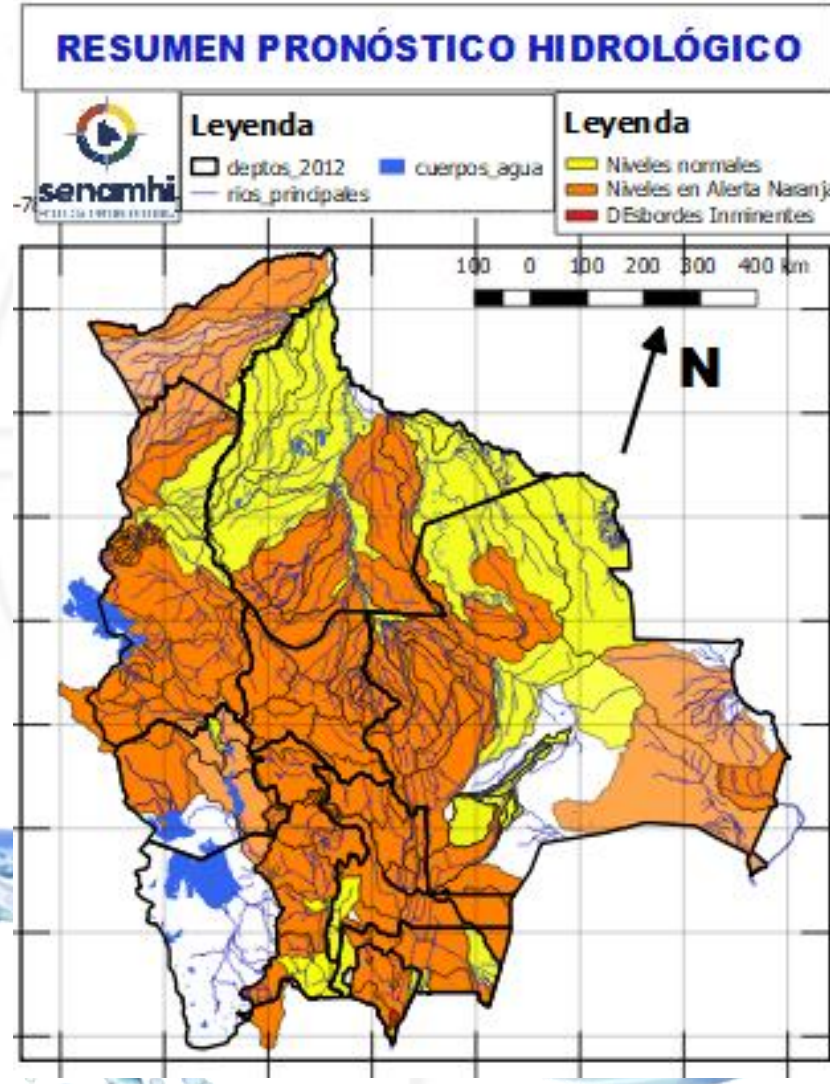 RESUMEN PRONÓSTICO HIDROLÓGICO
senamhi
Leyenda
deptos_2012
cuerpos_agua
rios_principales
Leyenda
Niveles normales
Niveles en Alerta Naranja
DEsbordes Inminentes
100 0 100 200 300 400 km
N